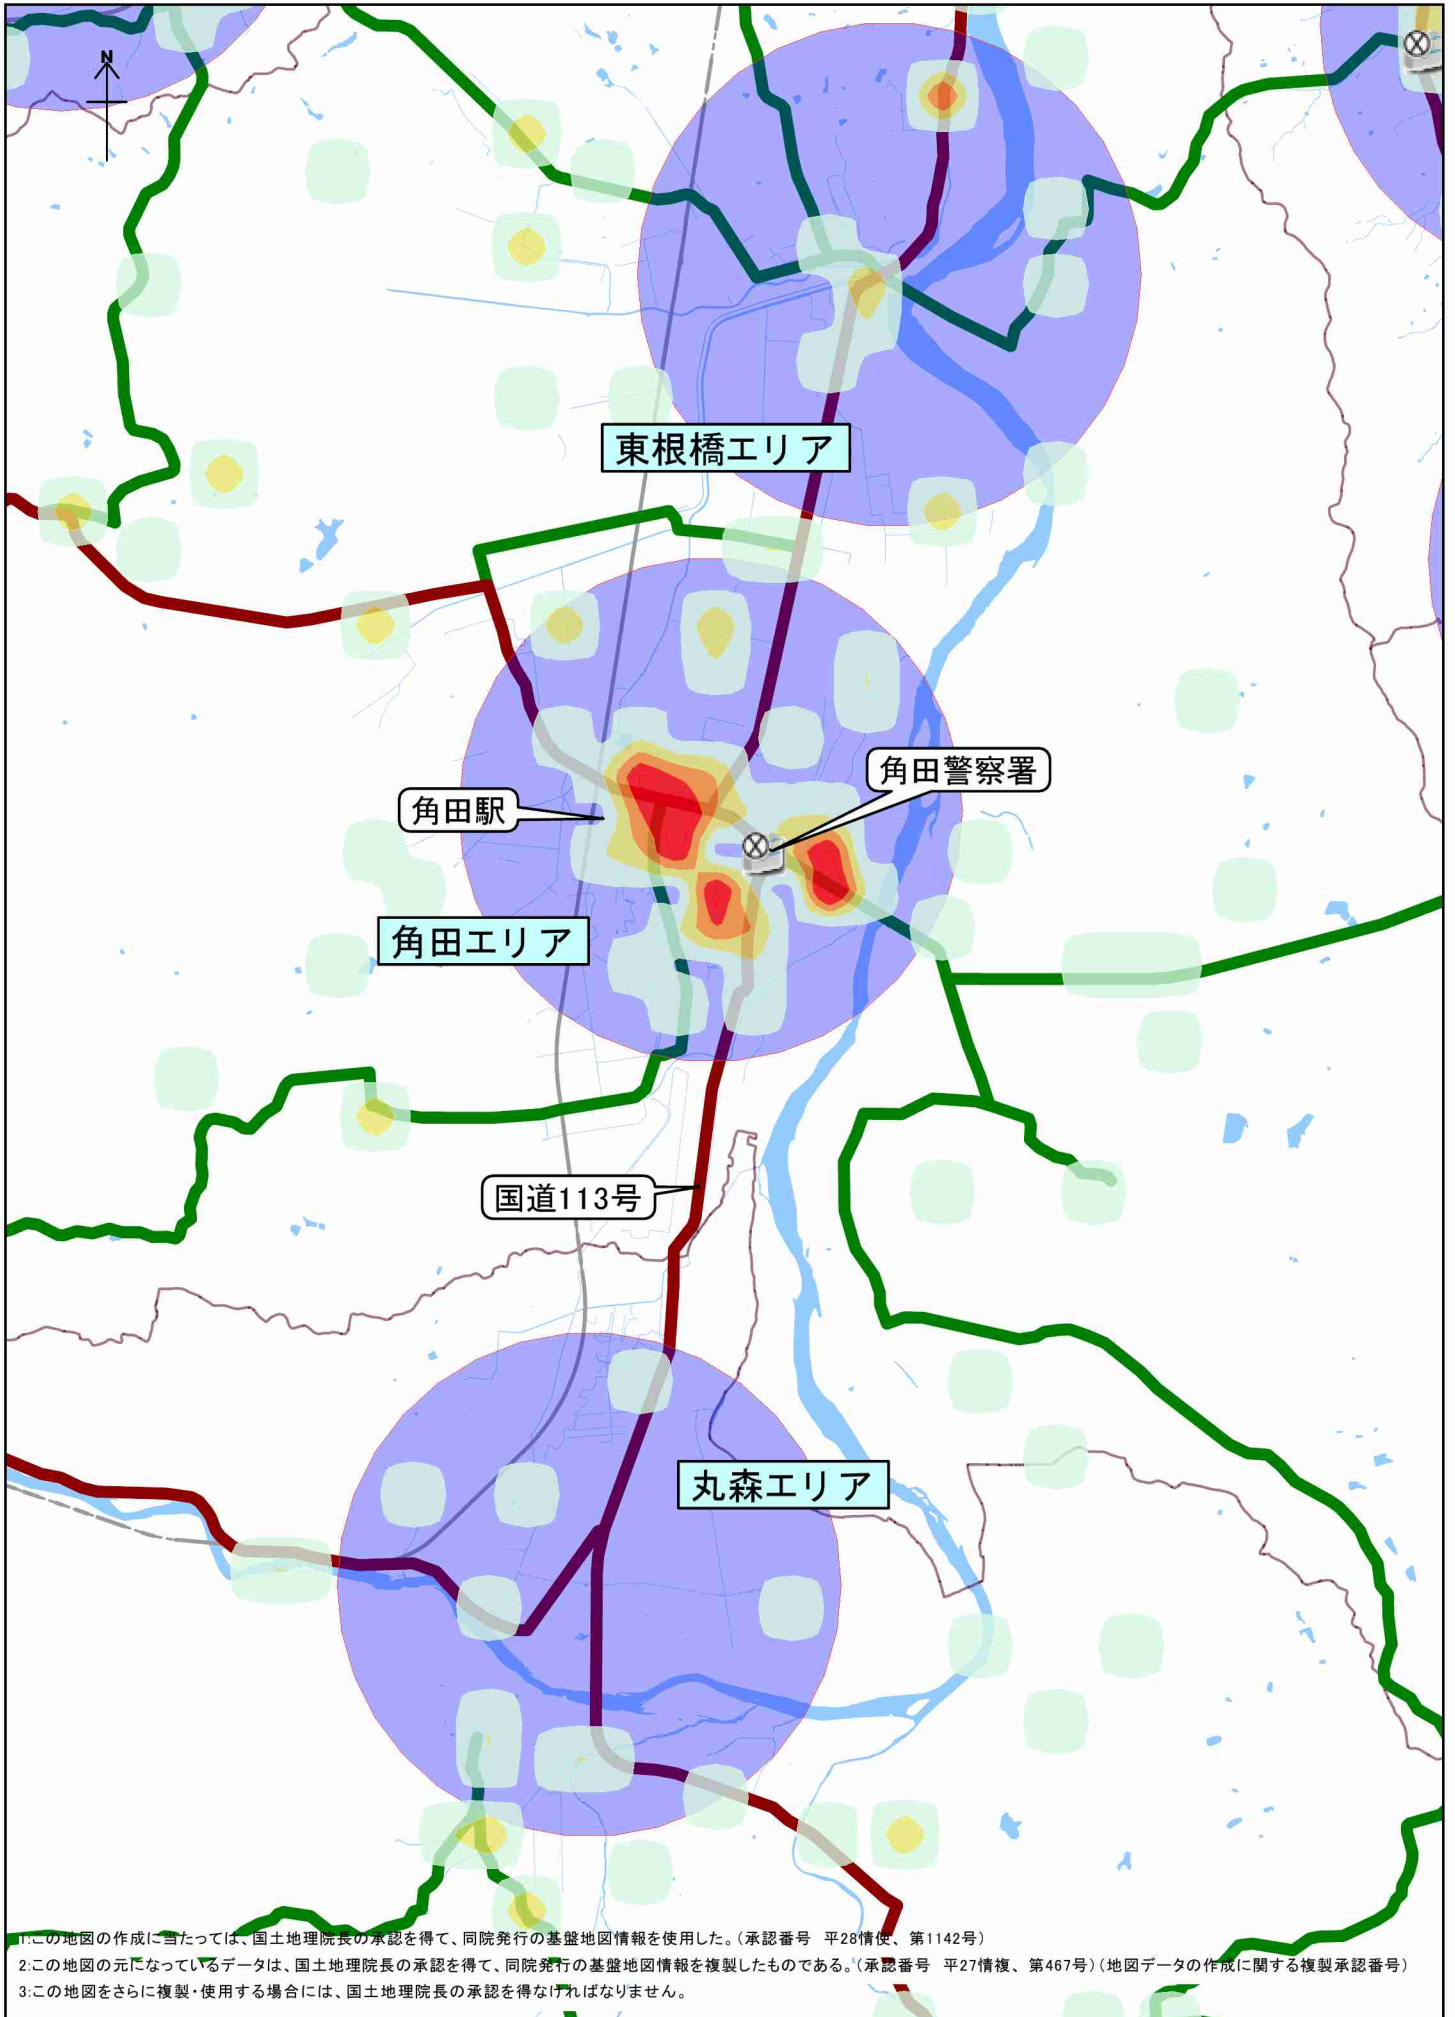 N
東根橋エリア
角田警察署
角田駅
角田エリア
国道113号
丸森エリア
1:この地図の作成に当たっては、国土地理院長の承認を得て、同院発行の基盤地図情報を使用した。(承認番号　平28情使、第1142号)
2:この地図の元になっているデータは、国土地理院長の承認を得て、同院発行の基盤地図情報を複製したものである。(承認番号　平27情複、第467号)(地図データの作成に関する複製承認番号)
3:この地図をさらに複製・使用する場合には、国土地理院長の承認を得なければなりません。